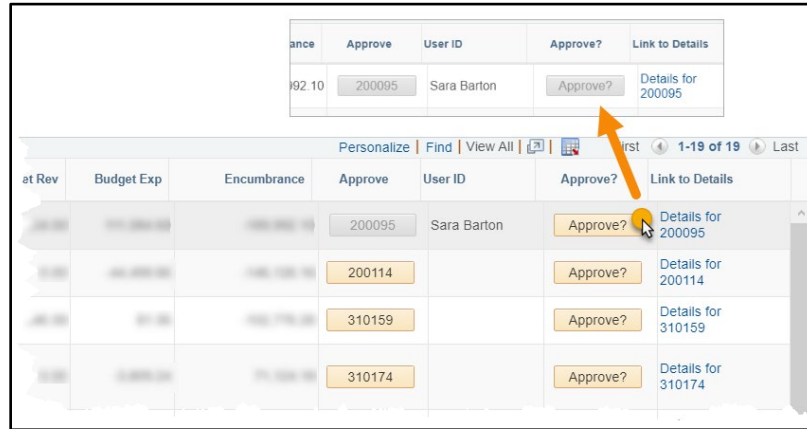 ance Approve User ID Approve? Link to Details
992.10 200095 Sara Barton Approve? Details for
200095
Personalize | Find | View All | First 1-19 of 19 Last
et Rev Budget Exp Encumbrance Approve User ID Approve? Link to Details
200095 Sara Barton Approve? Details for
200095
200114 Approve? Details for
200114
310159 Approve? Details for
310159
310174 Approve? Details for
310174